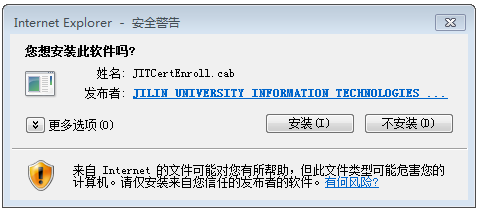 Internet Explorer - 安全警告
您想安装此软件吗?
姓名: JITCertEnroll.cab
发布者: JILIN UNIVERSITY INFORMATION TECHNOLOGIES ...
更多选项(O)
安装(I)
不安装(D)
来自 Internet 的文件可能对您有所帮助，但此文件类型可能危害您的
计算机。请仅安装来自您信任的发布者的软件。有何风险?